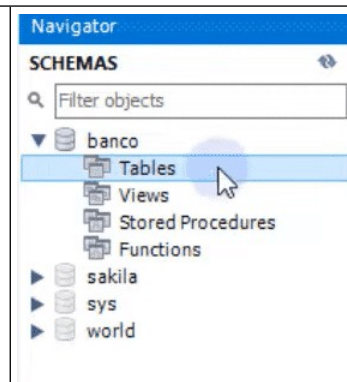 Navigator
SCHEMAS
Filter objects
banco
Tables
Views
Stored Procedures
Functions
sakila
sys
world